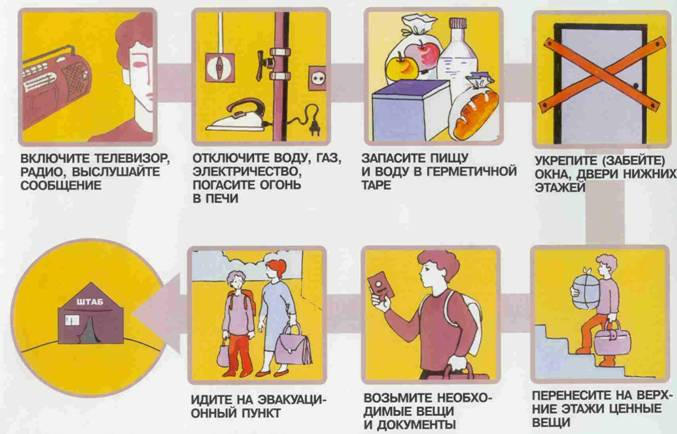 ВКЛЮЧИТЕ ТЕЛЕВИЗОР,
РАДИО, ВЫСЛУШАЙТЕ
СООБЩЕНИЕ
ОТКЛЮЧИТЕ ВОДУ, ГАЗ,
ЭЛЕКТРИЧЕСТВО,
ПОГАСИТЕ ОГОНЬ
В ПЕЧИ
ЗАПАСИТЕ ПИЩУ
И ВОДУ В ГЕРМЕТИЧНОЙ
ТАРЕ
УКРЕПИТЕ (ЗАБЕЙТЕ)
ОКНА, ДВЕРИ НИЖНИХ
ЭТАЖЕЙ
ПЕРЕНЕСИТЕ НА ВЕРХ-
НИЕ ЭТАЖИ ЦЕННЫЕ
ВЕЩИ
ВОЗЬМИТЕ НЕОБХО-
ДИМЫЕ ВЕЩИ
И ДОКУМЕНТЫ
ИДИТЕ НА ЭВАКУАЦИ-
ОННЫЙ ПУНКТ
ШТАБ